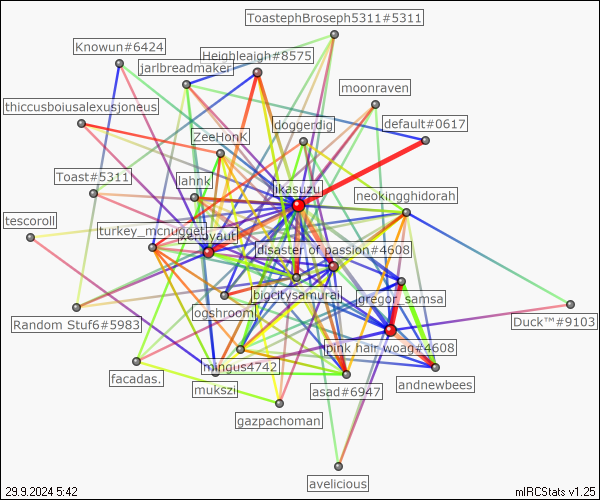 ToastephBroseph5311#5311
Knowun#6424
Heighleaigh#8575
jarlbreadmaker
moonraven
thiccusboiusalexusjoneus
doggerdig
default#0617
ZeeHonK
Toast#5311
lahnk
likasuzu
neokingghidorah
tescoroll
turkey_mcnugget
xenoyaut
disaster of passion#4608
bigcitysamurai
gregor_samsa
ogshroom
Random Stuf6#5983
Duck™#9103
pink hair woag#4608
mingus4742
facadas.
mukszi
asad#6947
andnewbees
gazpachoman
avelicious
29.9.2024 5:42
mIRCStats v1.25